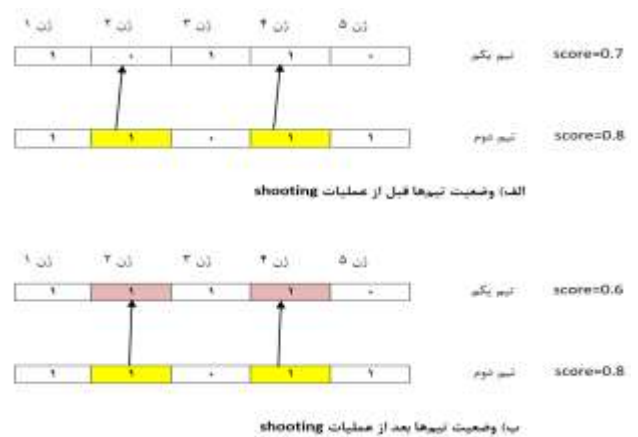 ژن ۱ ژن ۲ ژن ۳ ژن ۴ ژن ۵
۱ ۰ ۱ ۱ ۰ تیم یکم score=0.7
۱ ۱ ۰ ۱ ۱ تیم دوم score=0.8
الف) وضعیت تیم‌ها قبل از عملیات shooting
ژن ۱ ژن ۲ ژن ۳ ژن ۴ ژن ۵
۱ ۱ ۱ ۱ ۰ تیم یکم score=0.6
۱ ۱ ۰ ۱ ۱ تیم دوم score=0.8
ب) وضعیت تیم‌ها بعد از عملیات shooting